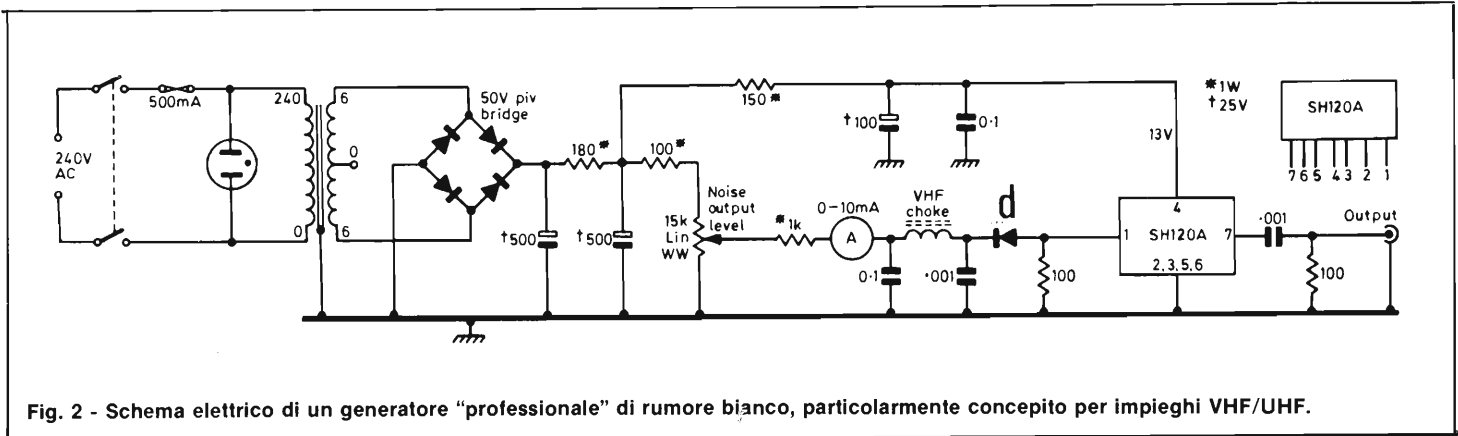 240V
AC
500mA
240
0
6
0
6
50V piv
bridge
†500
180*
†500
100*
150*
15k
Lin
WW
Noise
output
level
*1k
0-10mA
A
0·1
VHF
choke
·001
d
100
†100
0·1
13V
*1W
†25V
SH120A
7 6 5 4 3 2 1
4
1 SH120A 7
2,3,5,6
·001
Output
100
Fig. 2 - Schema elettrico di un generatore "professionale" di rumore bianco, particolarmente concepito per impieghi VHF/UHF.